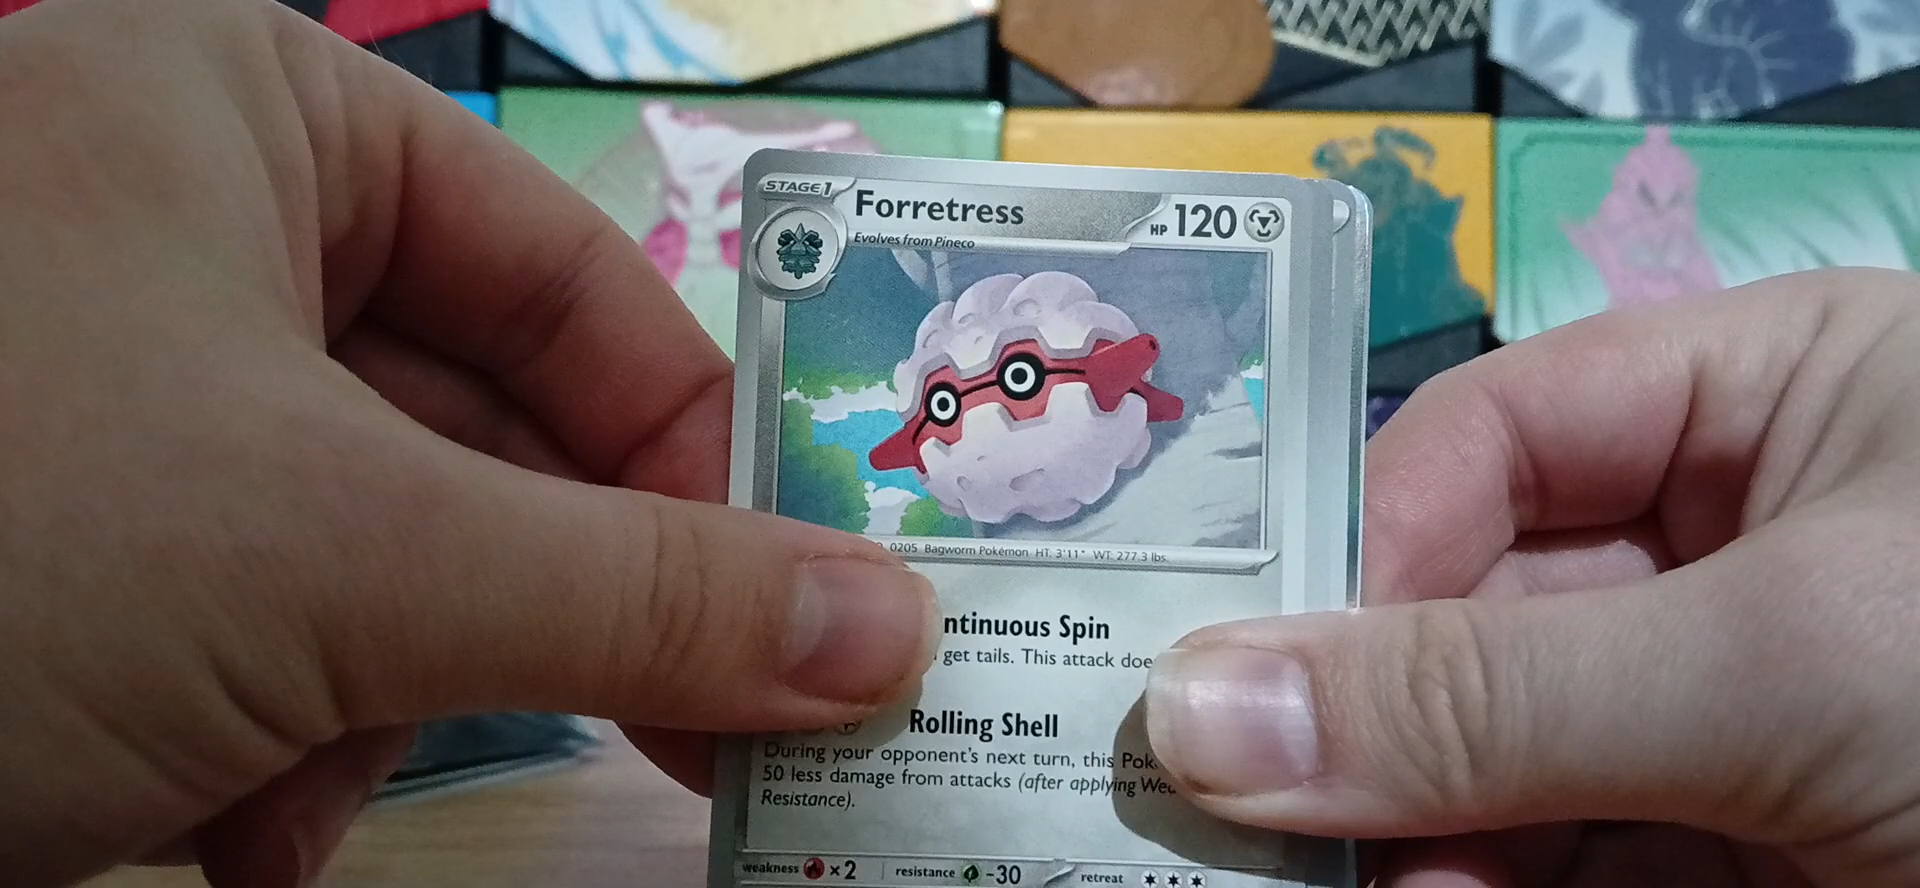 STAGE 1
Forretress
HP 120
Evolves from Pineco
0205 Bagworm Pokémon HT: 3'11" WT: 277.3 lbs.
ntinuous Spin
get tails. This attack doe
Rolling Shell
During your opponent's next turn, this Pok
50 less damage from attacks (after applying
Resistance).
weakness ×2 resistance -30 retreat